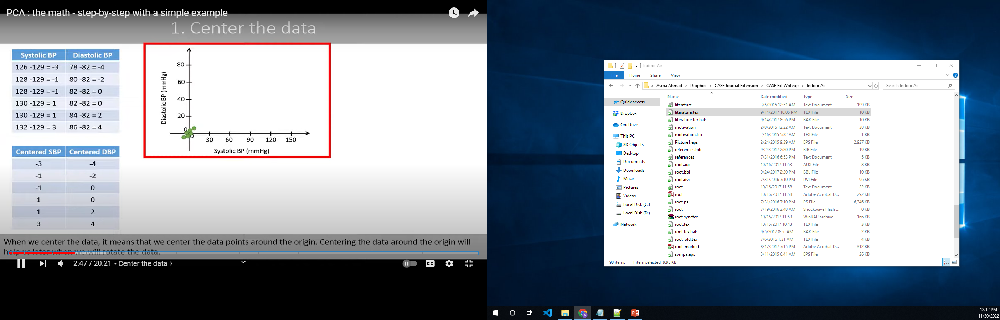 PCA : the math - step-by-step with a simple example
1. Center the data
Systolic BP Diastolic BP
126 -129 = -3 78 -82 = -4
128 -129 = -1 80 -82 = -2
128 -129 = -1 82 -82 = 0
130 -129 = 1 82 -82 = 0
130 -129 = 1 84 -82 = 2
132 -129 = 3 86 -82 = 4
Centered SBP Centered DBP
-3 -4
-1 -2
-1 0
1 0
1 2
3 4
Diastolic BP (mmHg)
80
60
40
20
0
0 30 60 90 120 150
Systolic BP (mmHg)
When we center the data, it means that we center the data points around the origin. Centering the data around the origin will
help us later when we will rotate the data.
2:47 / 20:21 • Center the data ›
CC
Indoor Air
File Home Share View
Asma Ahmad › Dropbox › CASE Journal Extension › CASE Ext Writeup › Indoor Air
Search Indoor Air
Quick access
Dropbox
OneDrive
This PC
3D Objects
Desktop
Documents
Downloads
Music
Pictures
Videos
Local Disk (C:)
Local Disk (D:)
Network
Name Date modified Type Size
literature 3/5/2015 12:51 AM Text Document 199 KB
literature.tex 9/14/2017 10:05 PM TEX File 10 KB
literature.tex.bak 9/14/2017 8:56 PM BAK File 10 KB
motivation 2/8/2015 12:22 AM Text Document 38 KB
motivation.tex 2/16/2015 5:32 AM TEX File 1 KB
Picture1.eps 2/24/2015 9:39 AM EPS File 2,927 KB
references.bib 9/24/2017 2:20 PM BIB File 19 KB
references 7/31/2016 6:53 PM Text Document 5 KB
root.aux 10/16/2017 11:53 AUX File 8 KB
root.bbl 9/24/2017 2:20 PM BBL File 10 KB
root.dvi 7/31/2016 7:10 PM DVI File 96 KB
root 10/16/2017 11:58 Text Document 22 KB
root 10/16/2017 11:58 Adobe Acrobat D... 292 KB
root.ps 7/31/2016 7:10 PM PS File 6,346 KB
root 7/19/2016 2:48 AM Shockwave Flash ... 0 KB
root.synctex 10/16/2017 11:53 WinRAR archive 166 KB
root.tex 10/16/2017 10:43 TEX File 3 KB
root.tex.bak 9/5/2017 8:56 AM BAK File 2 KB
root_old.tex 7/6/2016 1:31 AM TEX File 4 KB
root-marked 8/17/2017 7:15 PM Adobe Acrobat D... 312 KB
svmpa.eps 3/11/2015 6:41 AM EPS File 26 KB
98 items 1 item selected 9.95 KB
12:12 PM
11/30/2022